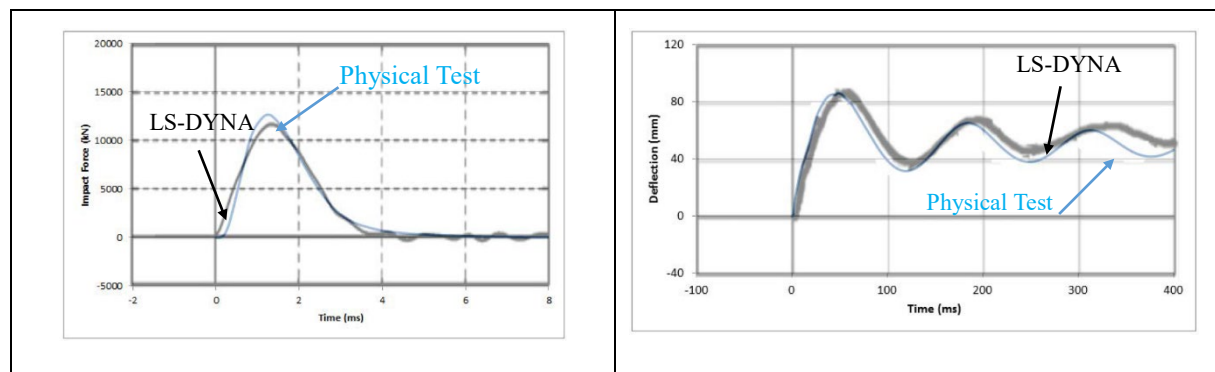 20000
15000
10000
5000
0
-5000
-2
0
2
4
6
8
Impact Force (kN)
Time (ms)
Physical Test
LS-DYNA
120
80
40
0
-40
-100
0
100
200
300
400
Deflection (mm)
Time (ms)
LS-DYNA
Physical Test